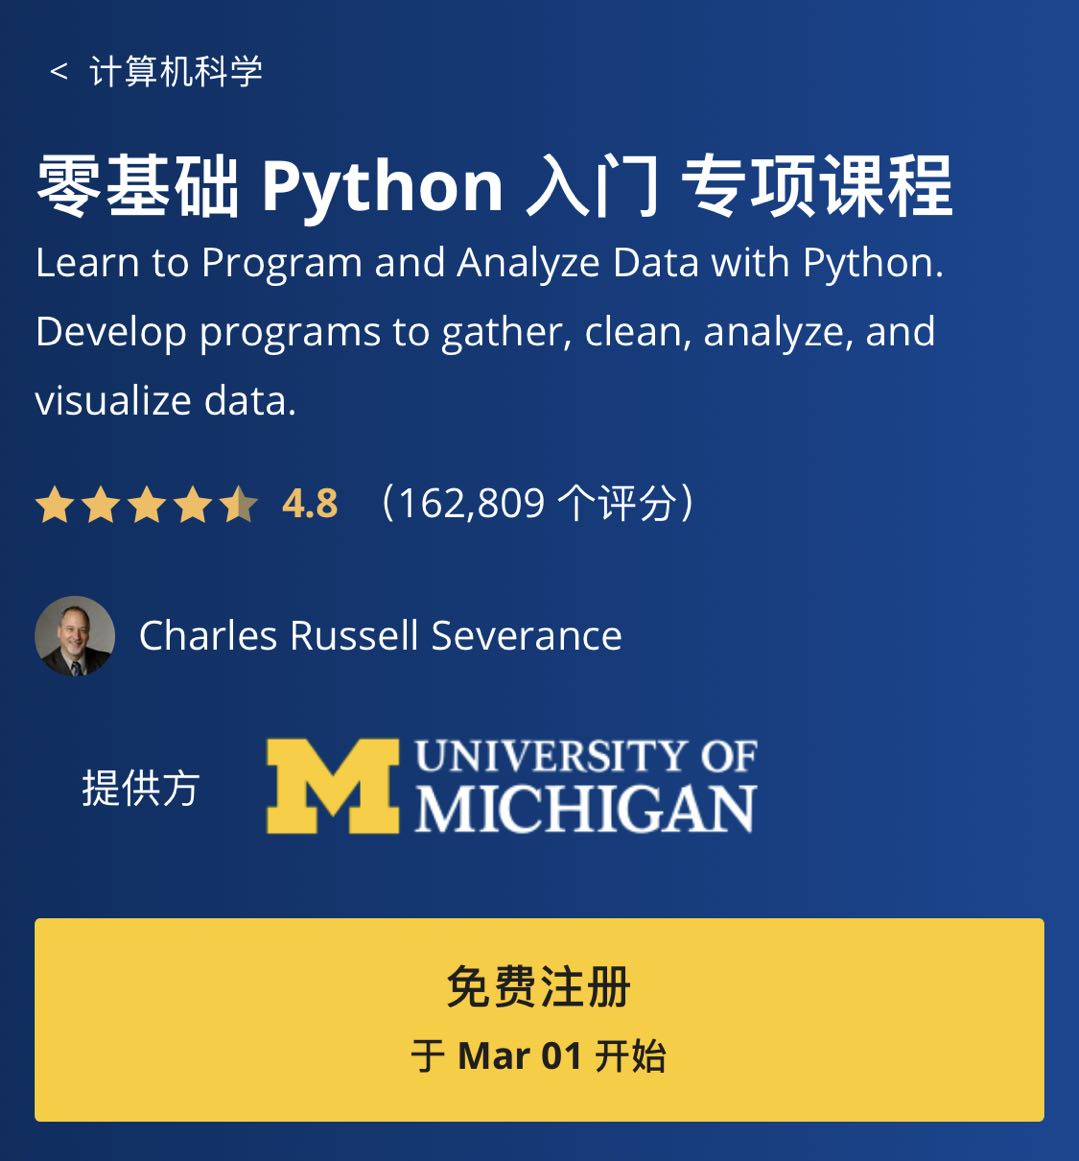 < 计算机科学
零基础 Python 入门 专项课程
Learn to Program and Analyze Data with Python.
Develop programs to gather, clean, analyze, and
visualize data.
4.8 （162,809 个评分）
Charles Russell Severance
提供方
M UNIVERSITY OF
MICHIGAN
免费注册
于 Mar 01 开始